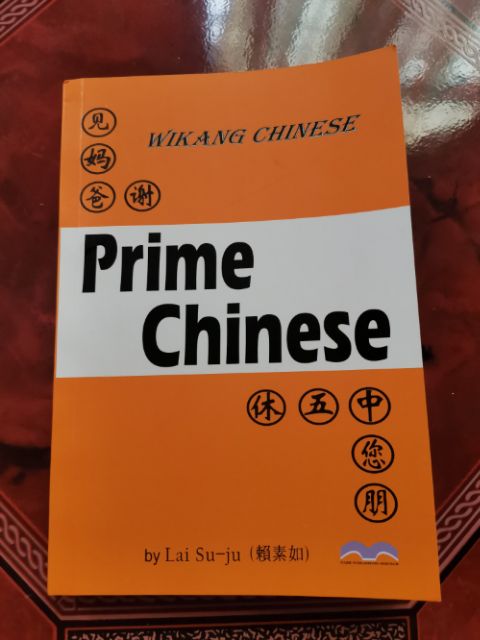 见
WIKANG CHINESE
妈
爸 谢
Prime
Chinese
休 五 中
您
朋
by Lai Su-ju (賴素如)